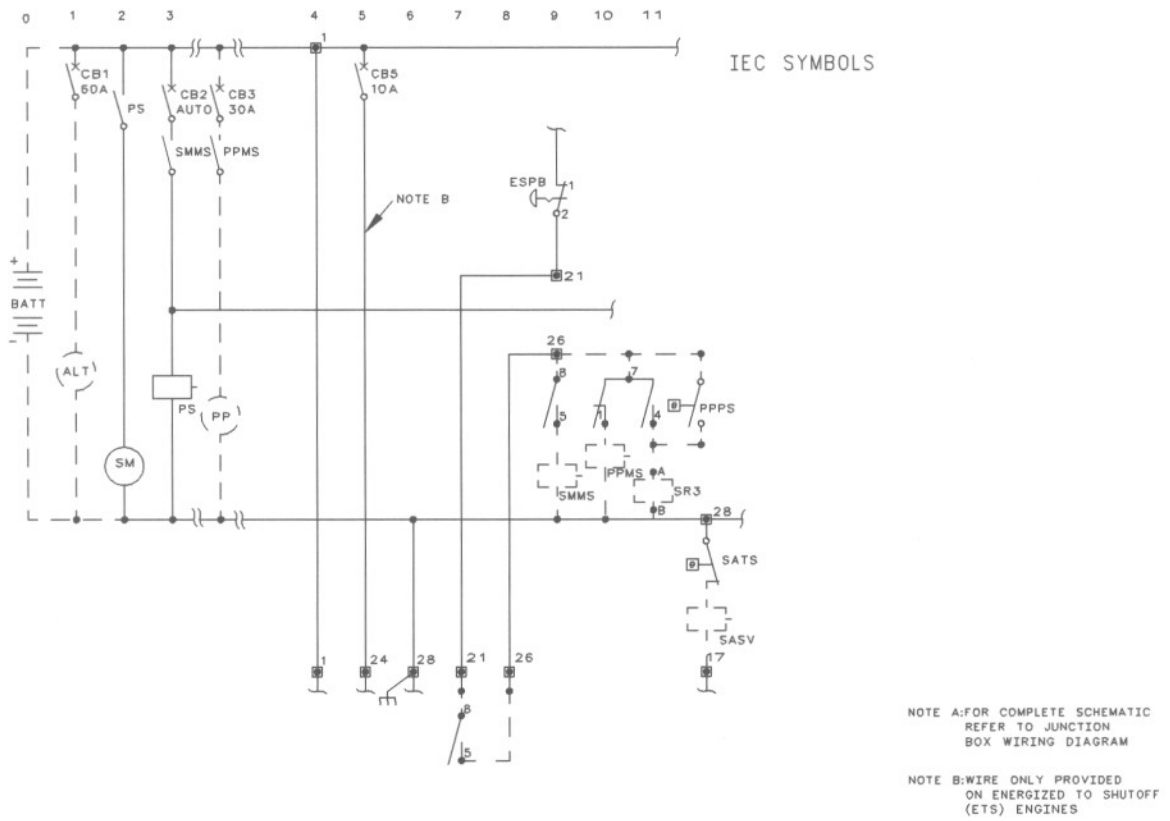 0 1 2 3 4 5 6 7 8 9 10 11
1
IEC SYMBOLS
CB1
60A
PS
CB2
AUTO
CB3
30A
CB5
10A
SMMS
PPMS
NOTE B
ESPB
1
2
21
+
BATT
-
26
ALT
8
7
PS
PP
5
1
4
PPPS
SM
PPMS
A
SMMS
SR3
B
28
SATS
SASV
1
24
28
21
26
17
8
5
NOTE A:FOR COMPLETE SCHEMATIC
REFER TO JUNCTION
BOX WIRING DIAGRAM
NOTE B:WIRE ONLY PROVIDED
ON ENERGIZED TO SHUTOFF
(ETS) ENGINES